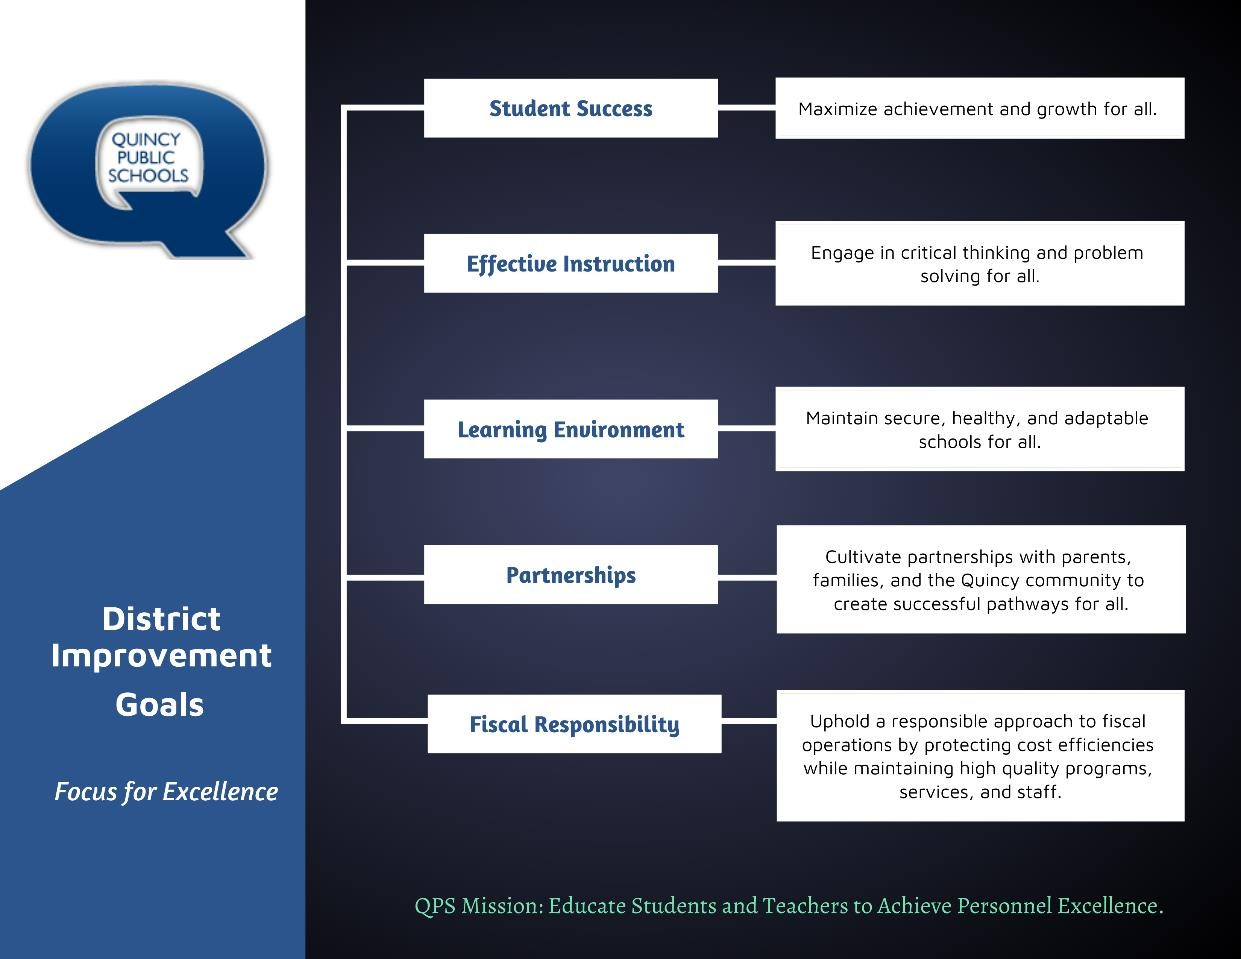 QUINCY
PUBLIC
SCHOOLS
District
Improvement
Goals
Focus for Excellence
Student Success
Maximize achievement and growth for all.
Effective Instruction
Engage in critical thinking and problem
solving for all.
Learning Environment
Maintain secure, healthy, and adaptable
schools for all.
Partnerships
Cultivate partnerships with parents,
families, and the Quincy community to
create successful pathways for all.
Fiscal Responsibility
Uphold a responsible approach to fiscal
operations by protecting cost efficiencies
while maintaining high quality programs,
services, and staff.
QPS Mission: Educate Students and Teachers to Achieve Personnel Excellence.